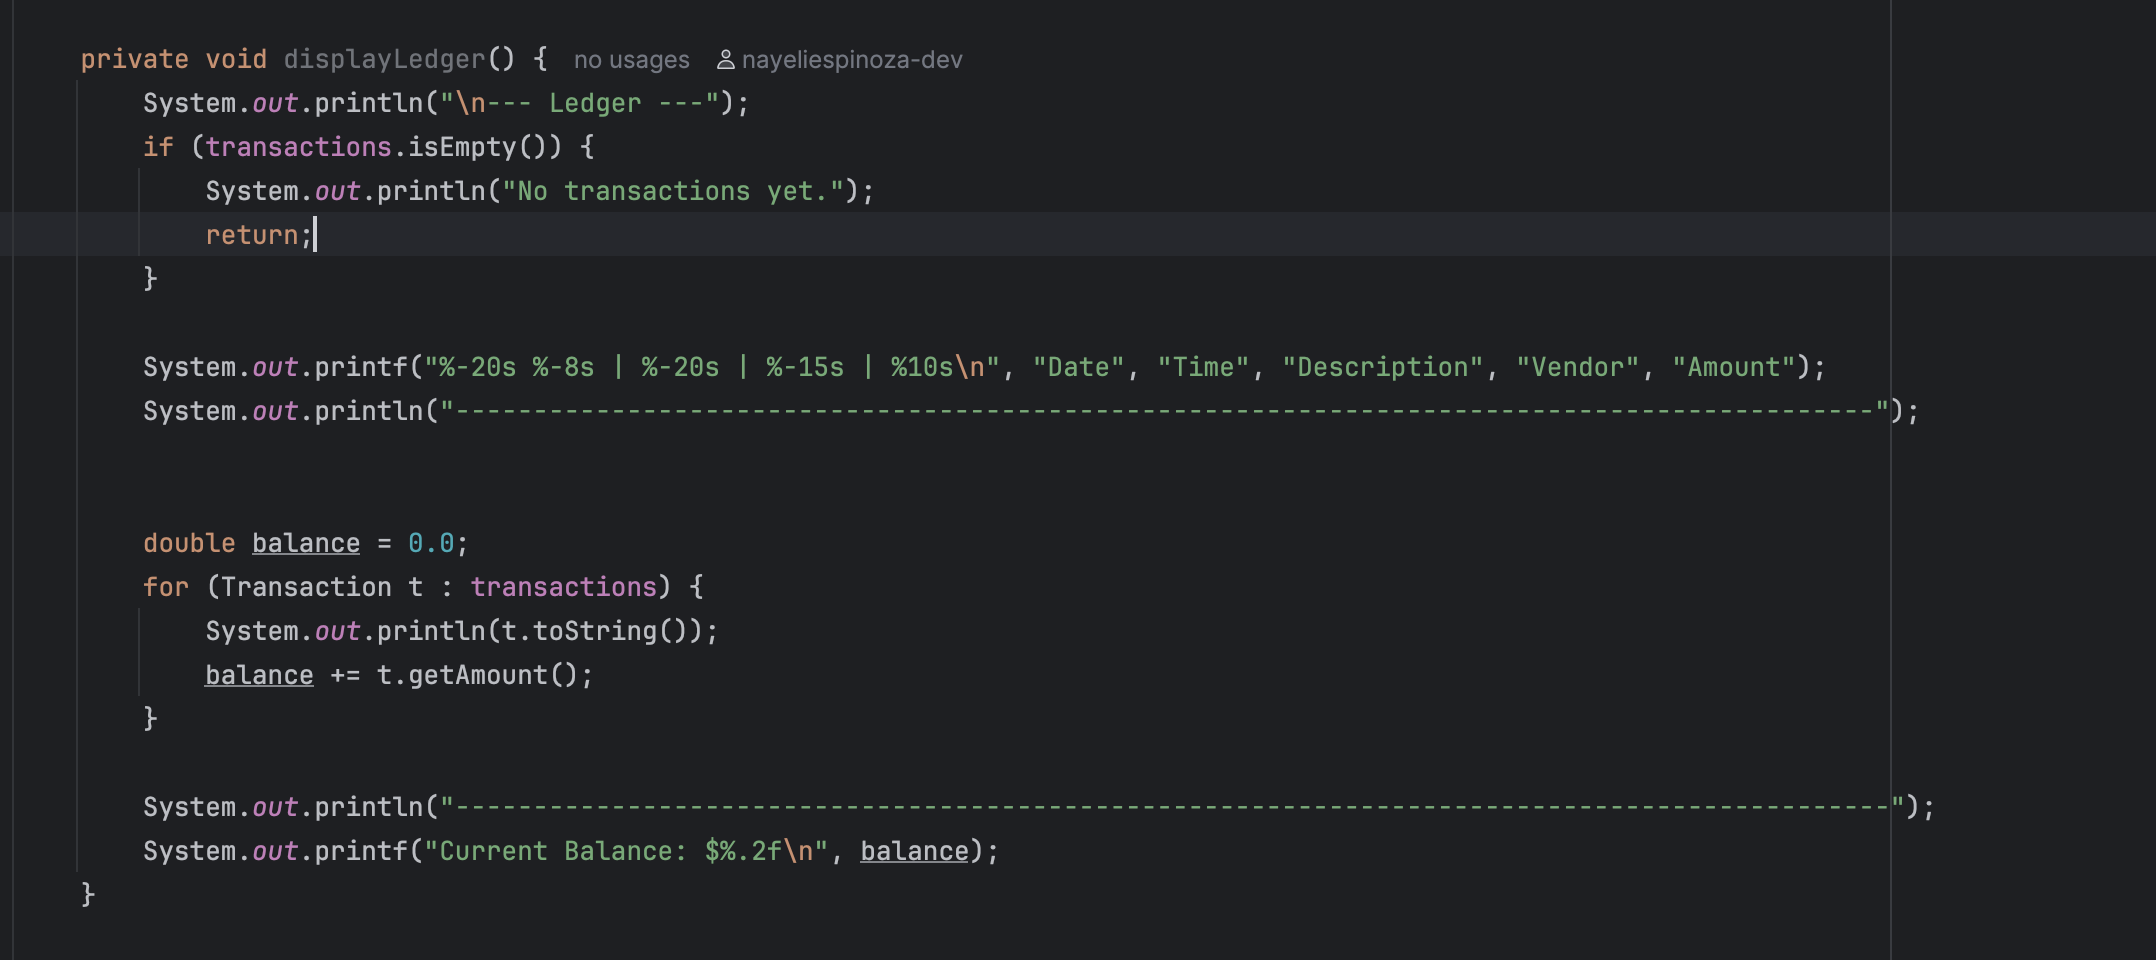 private void displayLedger() { no usages nayeliespinoza-dev
System.out.println("\n--- Ledger ---");
if (transactions.isEmpty()) {
System.out.println("No transactions yet.");
return;
}
System.out.printf("%-20s %-8s | %-20s | %-15s | %10s\n", "Date", "Time", "Description", "Vendor", "Amount");
System.out.println("-------------------------------------------------------------------------------------------");
double balance = 0.0;
for (Transaction t : transactions) {
System.out.println(t.toString());
balance += t.getAmount();
}
System.out.println("--------------------------------------------------------------------------------------------");
System.out.printf("Current Balance: $%.2f\n", balance);
}